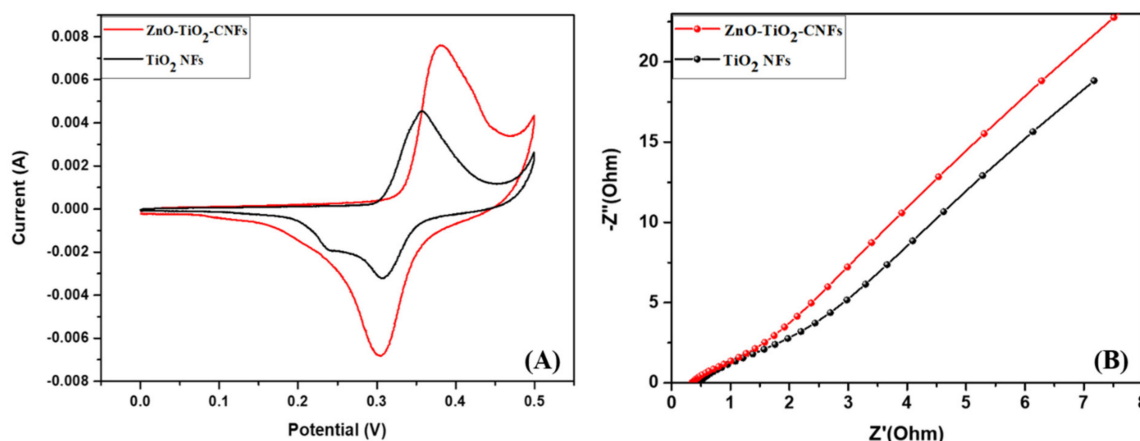 0.008
0.006
0.004
0.002
0.000
-0.002
-0.004
-0.006
-0.008
Current (A)
ZnO-TiO₂-CNFs
TiO₂ NFs
(A)
0.0 0.1 0.2 0.3 0.4 0.5
Potential (V)
20
15
10
5
0
-Z''(Ohm)
ZnO-TiO₂-CNFs
TiO₂ NFs
(B)
0 1 2 3 4 5 6 7 8
Z'(Ohm)